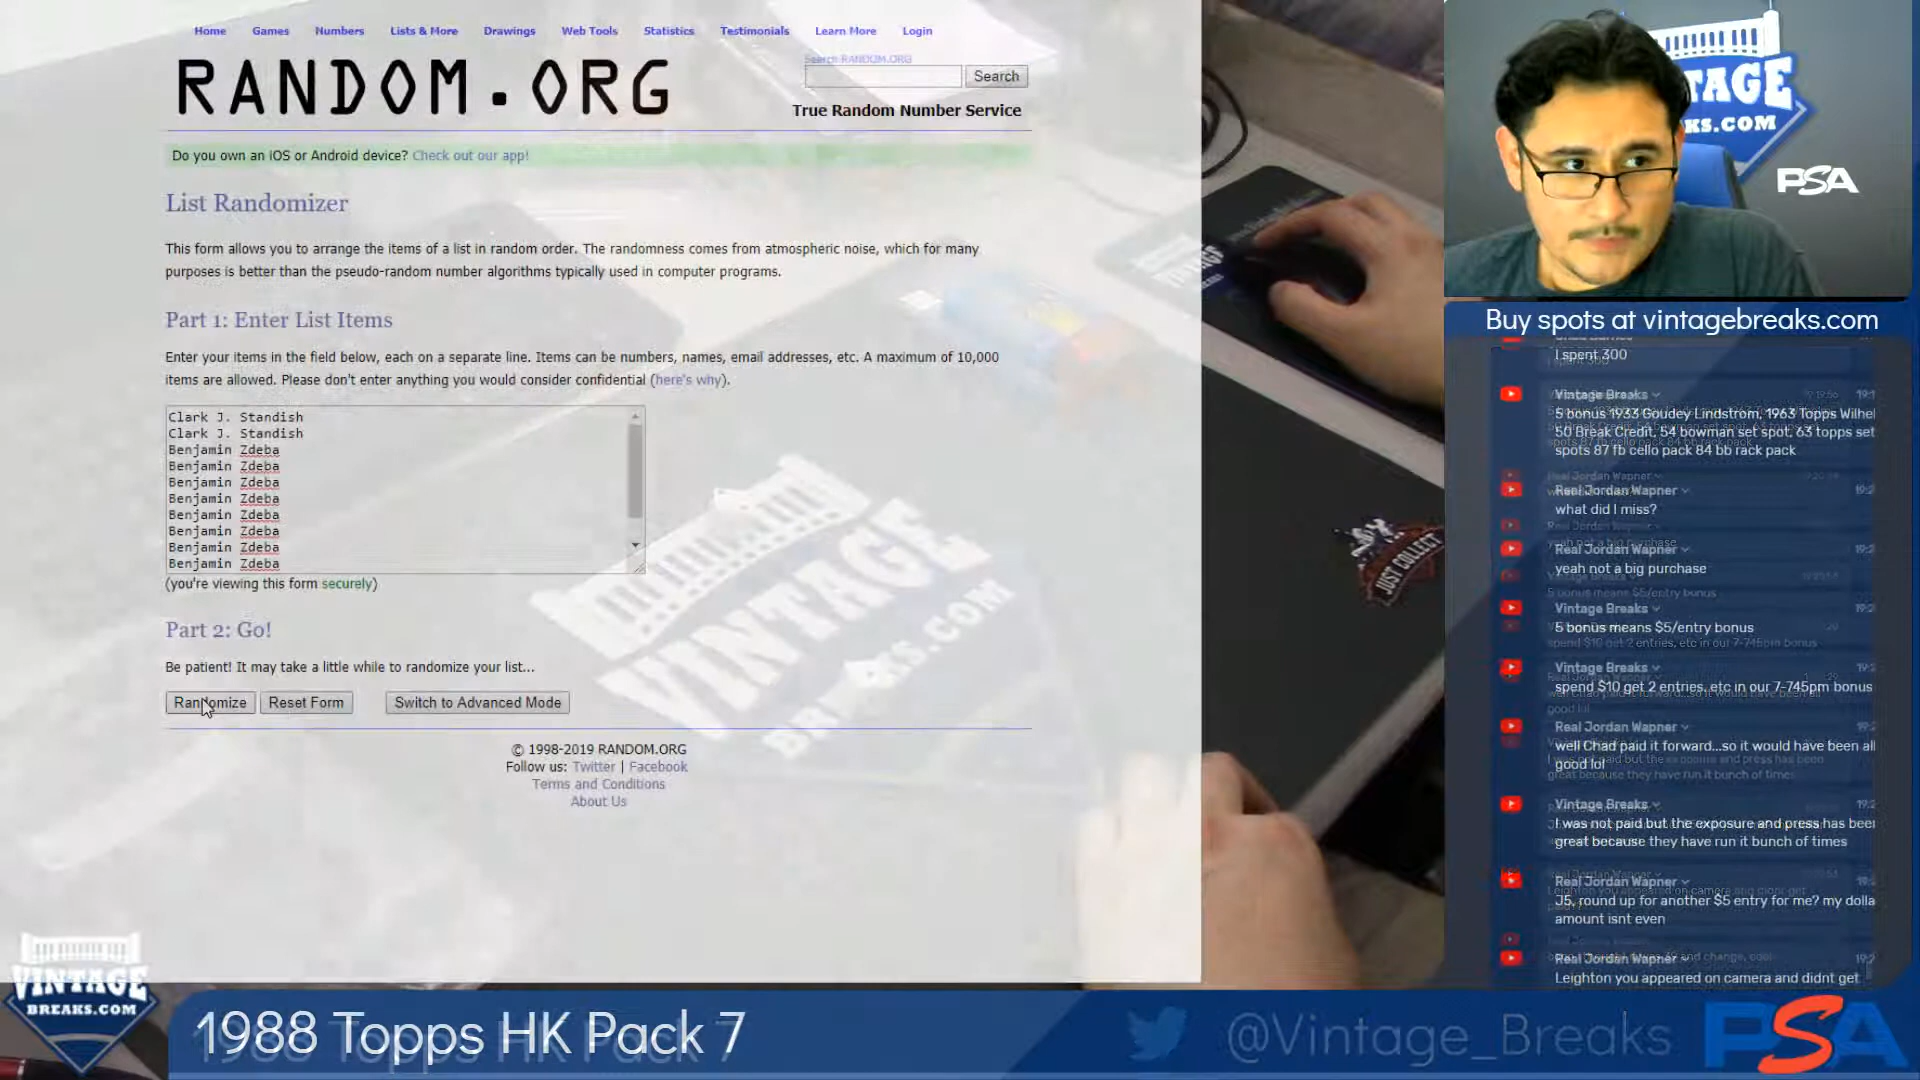 Home Games Numbers Lists & More Drawings Web Tools Statistics Testimonials Learn More Login
RANDOM.ORG
Search RANDOM.ORG
Search
True Random Number Service
Do you own an iOS or Android device? Check out our app!
List Randomizer
This form allows you to arrange the items of a list in random order. The randomness comes from atmospheric noise, which for many
purposes is better than the pseudo-random number algorithms typically used in computer programs.
Part 1: Enter List Items
Enter your items in the field below, each on a separate line. Items can be numbers, names, email addresses, etc. A maximum of 10,000
items are allowed. Please don't enter anything you would consider confidential (here's why).
Clark J. Standish
Clark J. Standish
Benjamin Zdeba
Benjamin Zdeba
Benjamin Zdeba
Benjamin Zdeba
Benjamin Zdeba
Benjamin Zdeba
Benjamin Zdeba
Benjamin Zdeba
(you're viewing this form securely)
Part 2: Go!
Be patient! It may take a little while to randomize your list...
Randomize Reset Form Switch to Advanced Mode
© 1998-2019 RANDOM.ORG
Follow us: Twitter | Facebook
Terms and Conditions
About Us
VINTAGE
BREAKS.COM
JUST COLLECT
PSA
Buy spots at vintagebreaks.com
I spent 300
Vintage Breaks
5 bonus 1933 Goudey Lindstrom, 1963 Topps Wilhel
50 Break Credit, 54 bowman set spot, 63 topps set
spots 87 fb cello pack 84 bb rack pack
Real Jordan Wapner
what did I miss?
Real Jordan Wapner
yeah not a big purchase
Vintage Breaks
5 bonus means $5/entry bonus
Vintage Breaks
spend $10 get 2 entries, etc in our 7-745pm bonus
Real Jordan Wapner
well Chad paid it forward...so it would have been all
good lol
Vintage Breaks
I was not paid but the exposure and press has been
great because they have run it bunch of times
Real Jordan Wapner
J5, round up for another $5 entry for me? my dolla
amount isnt even
Real Jordan Wapner
Leighton you appeared on camera and didnt get
VINTAGE
BREAKS.COM
1988 Topps HK Pack 7
@Vintage_Breaks
PSA